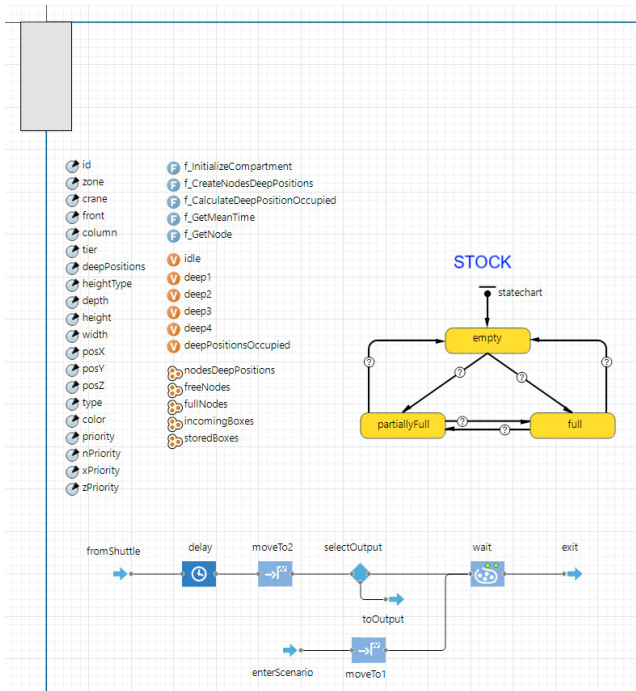 id
zone
crane
front
column
tier
deepPositions
heightType
depth
height
width
posX
posY
posZ
type
color
priority
nPriority
xPriority
zPriority
F f_InitializeCompartment
F f_CreateNodesDeepPositions
F f_CalculateDeepPositionOccupied
F f_GetMeanTime
F f_GetNode
V idle
V deep1
V deep2
V deep3
V deep4
V deepPositionsOccupied
nodesDeepPositions
freeNodes
fullNodes
incomingBoxes
storedBoxes
STOCK
statechart
empty
?
?
?
?
partiallyFull
?
?
full
fromShuttle
delay
moveTo2
selectOutput
wait
exit
toOutput
enterScenario
moveTo1